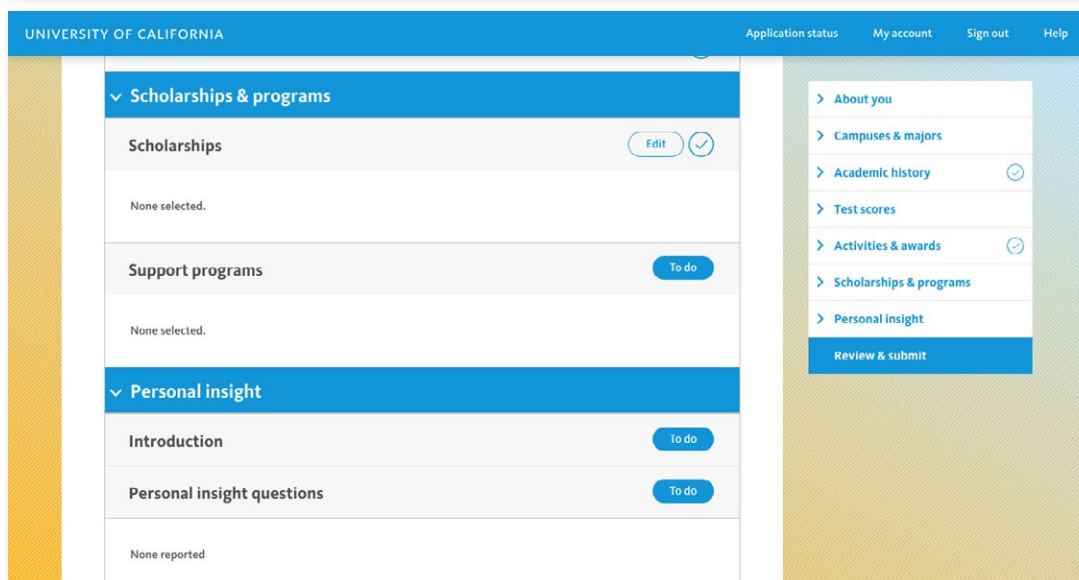 UNIVERSITY OF CALIFORNIA
Application status
My account
Sign out
Help
Scholarships & programs
Scholarships
Edit
None selected.
Support programs
To do
None selected.
Personal insight
Introduction
To do
Personal insight questions
To do
None reported
About you
Campuses & majors
Academic history
Test scores
Activities & awards
Scholarships & programs
Personal insight
Review & submit